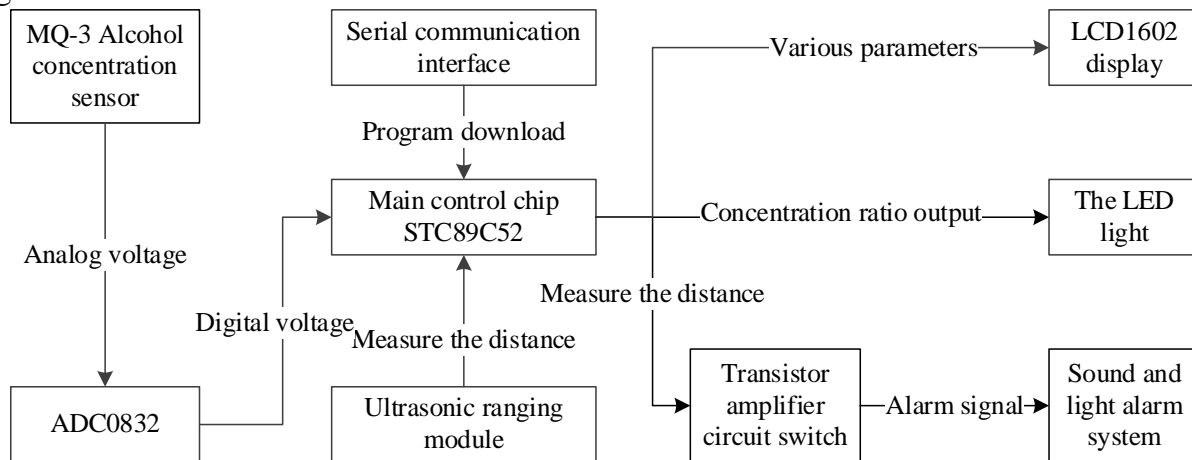 MQ-3 Alcohol
concentration
sensor
Serial communication
interface
Various parameters
LCD1602
display
Program download
Main control chip
STC89C52
Concentration ratio output
The LED
light
Analog voltage
Digital voltage
Measure the distance
Measure the distance
ADC0832
Ultrasonic ranging
module
Transistor
amplifier
circuit switch
Alarm signal
Sound and
light alarm
system